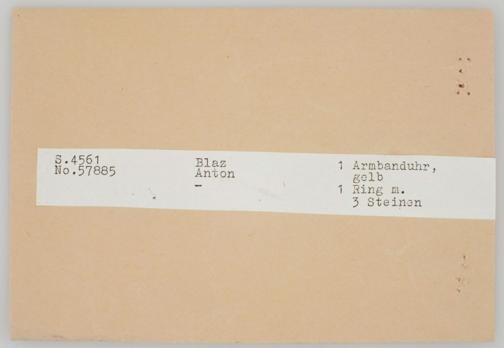 S.4561 Blaz 1 Armbanduhr,
No.57885 Anton gelb
- 1 Ring m.
3 Steinen